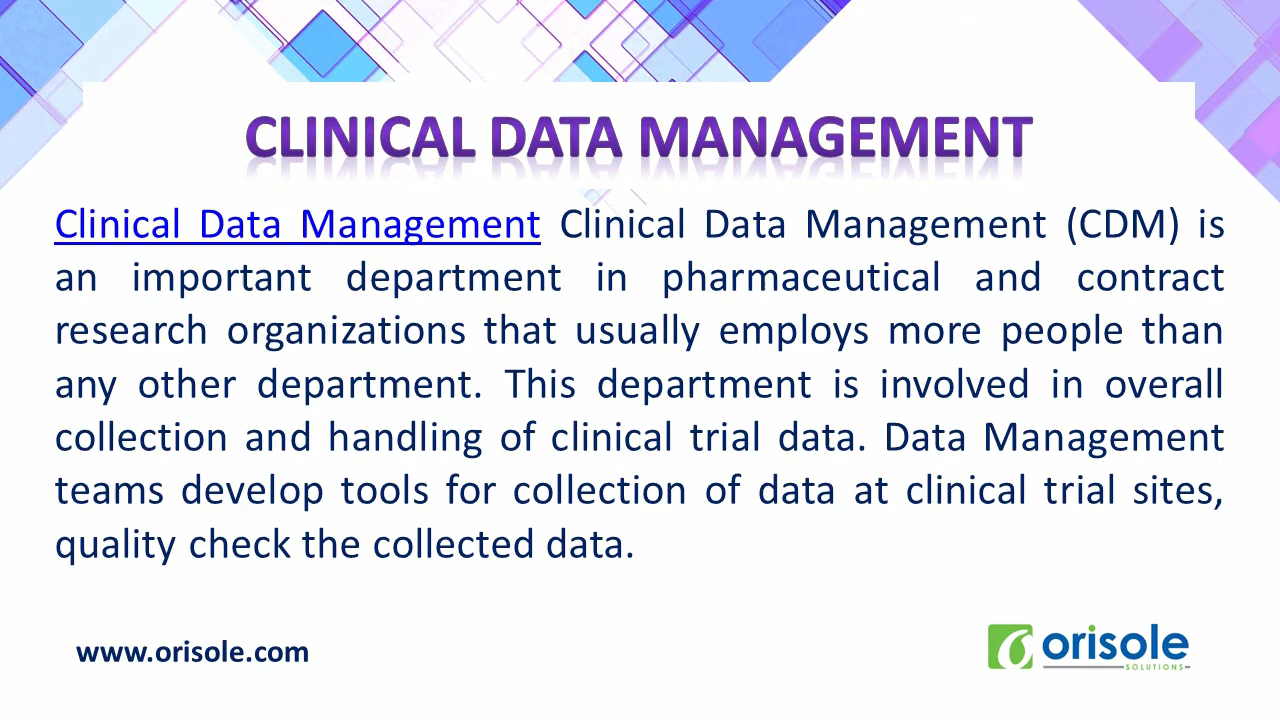 CLINICAL DATA MANAGEMENT
Clinical Data Management Clinical Data Management (CDM) is
an important department in pharmaceutical and contract
research organizations that usually employs more people than
any other department. This department is involved in overall
collection and handling of clinical trial data. Data Management
teams develop tools for collection of data at clinical trial sites,
quality check the collected data.
www.orisole.com
orisole
SOLUTIONS